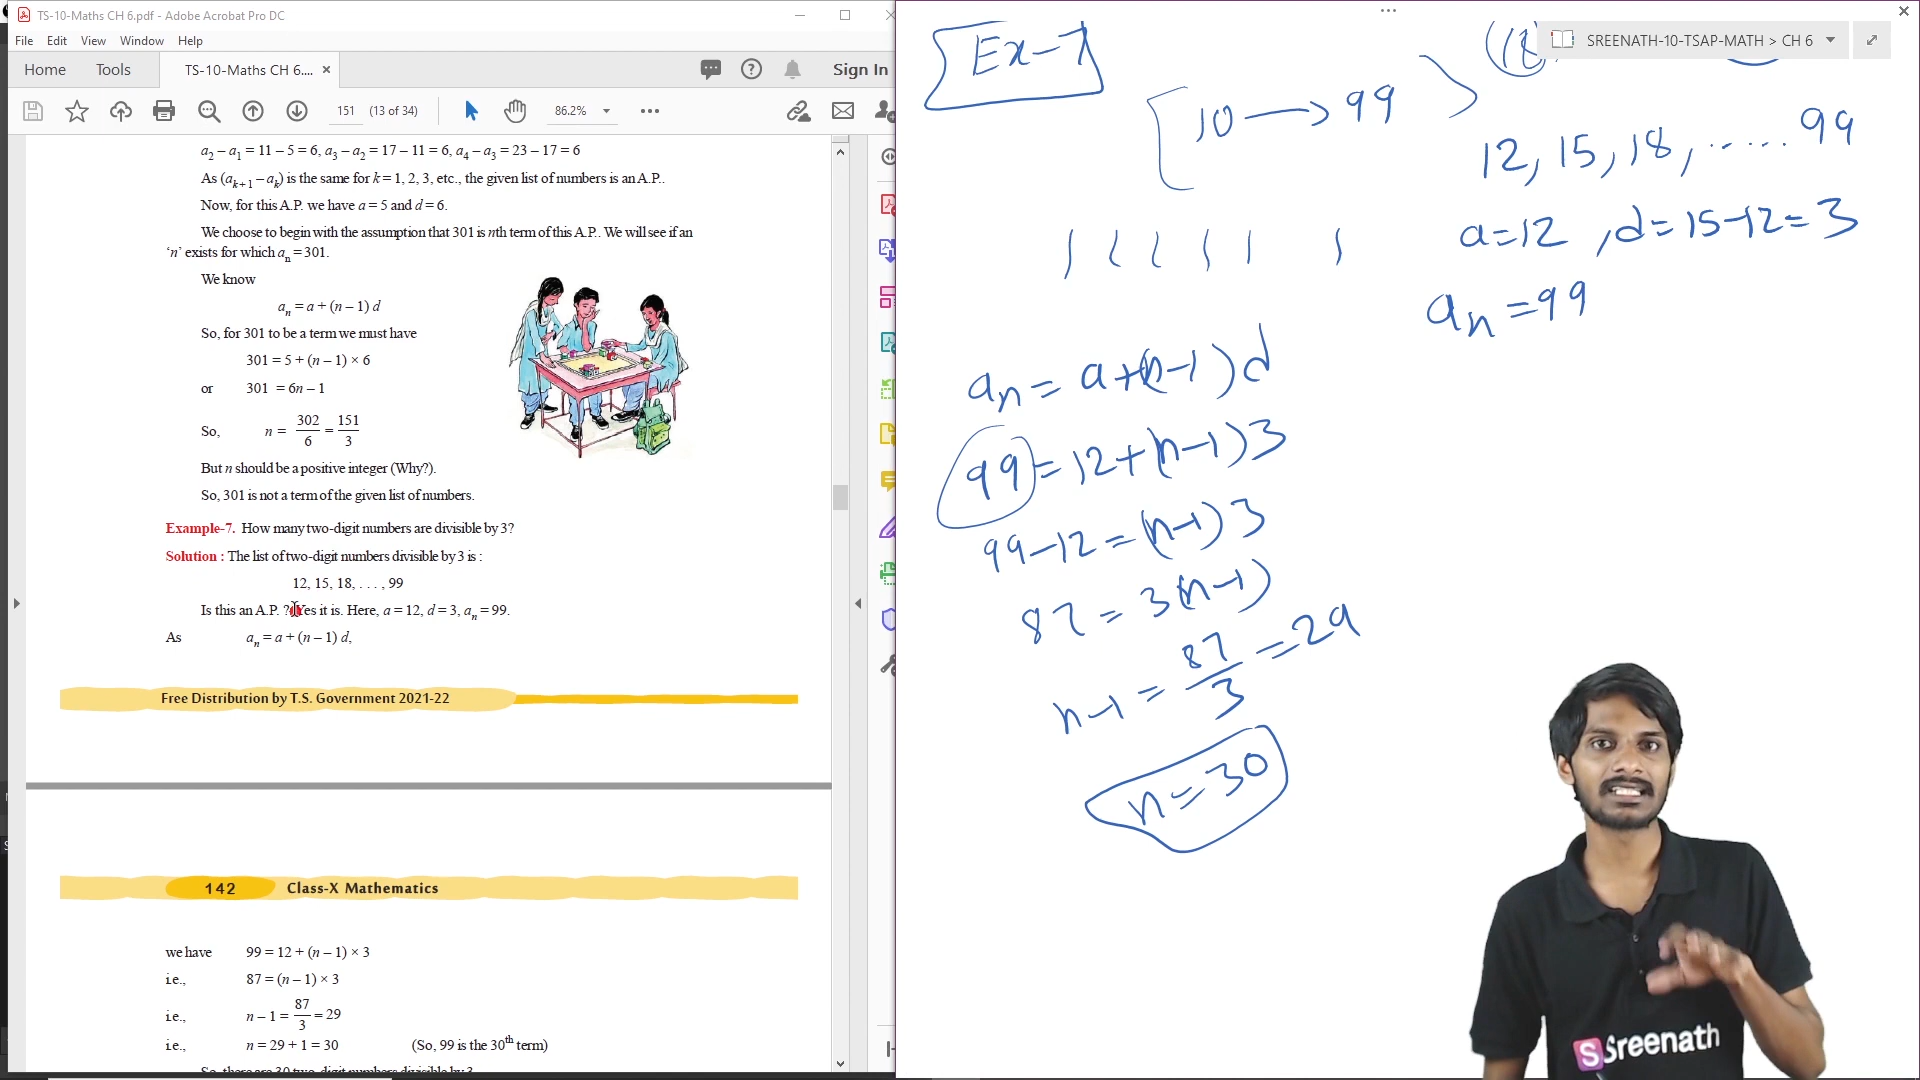 TS-10-Maths CH 6.pdf - Adobe Acrobat Pro DC
File Edit View Window Help
Home Tools TS-10-Maths CH 6.... × Sign In
151 (13 of 34) 86.2%
a₂ – a₁ = 11 – 5 = 6, a₃ – a₂ = 17 – 11 = 6, a₄ – a₃ = 23 – 17 = 6
As (aₖ₊₁ – aₖ) is the same for k = 1, 2, 3, etc., the given list of numbers is an A.P..
Now, for this A.P. we have a = 5 and d = 6.
We choose to begin with the assumption that 301 is nth term of this A.P.. We will see if an
‘n’ exists for which aₙ = 301.
We know
aₙ = a + (n – 1) d
So, for 301 to be a term we must have
301 = 5 + (n – 1) × 6
or 301 = 6n – 1
So, n = 302/6 = 151/3
But n should be a positive integer (Why?).
So, 301 is not a term of the given list of numbers.
Example-7. How many two-digit numbers are divisible by 3?
Solution : The list of two-digit numbers divisible by 3 is :
12, 15, 18, . . . , 99
Is this an A.P. ? Yes it is. Here, a = 12, d = 3, aₙ = 99.
As aₙ = a + (n – 1) d,
Free Distribution by T.S. Government 2021-22
142 Class-X Mathematics
we have 99 = 12 + (n – 1) × 3
i.e., 87 = (n – 1) × 3
i.e., n – 1 = 87/3 = 29
i.e., n = 29 + 1 = 30 (So, 99 is the 30th term)
So, there are 30 two-digit numbers divisible by 3.
SREENATH-10-TSAP-MATH > CH 6
Ex-7
10 → 99
12, 15, 18, ...... 99
a=12 , d=15-12=3
aₙ=99
aₙ = a+(n-1)d
99=12+(n-1)3
99-12=(n-1)3
87 = 3(n-1)
n-1 = 87/3 = 29
n=30
Sreenath